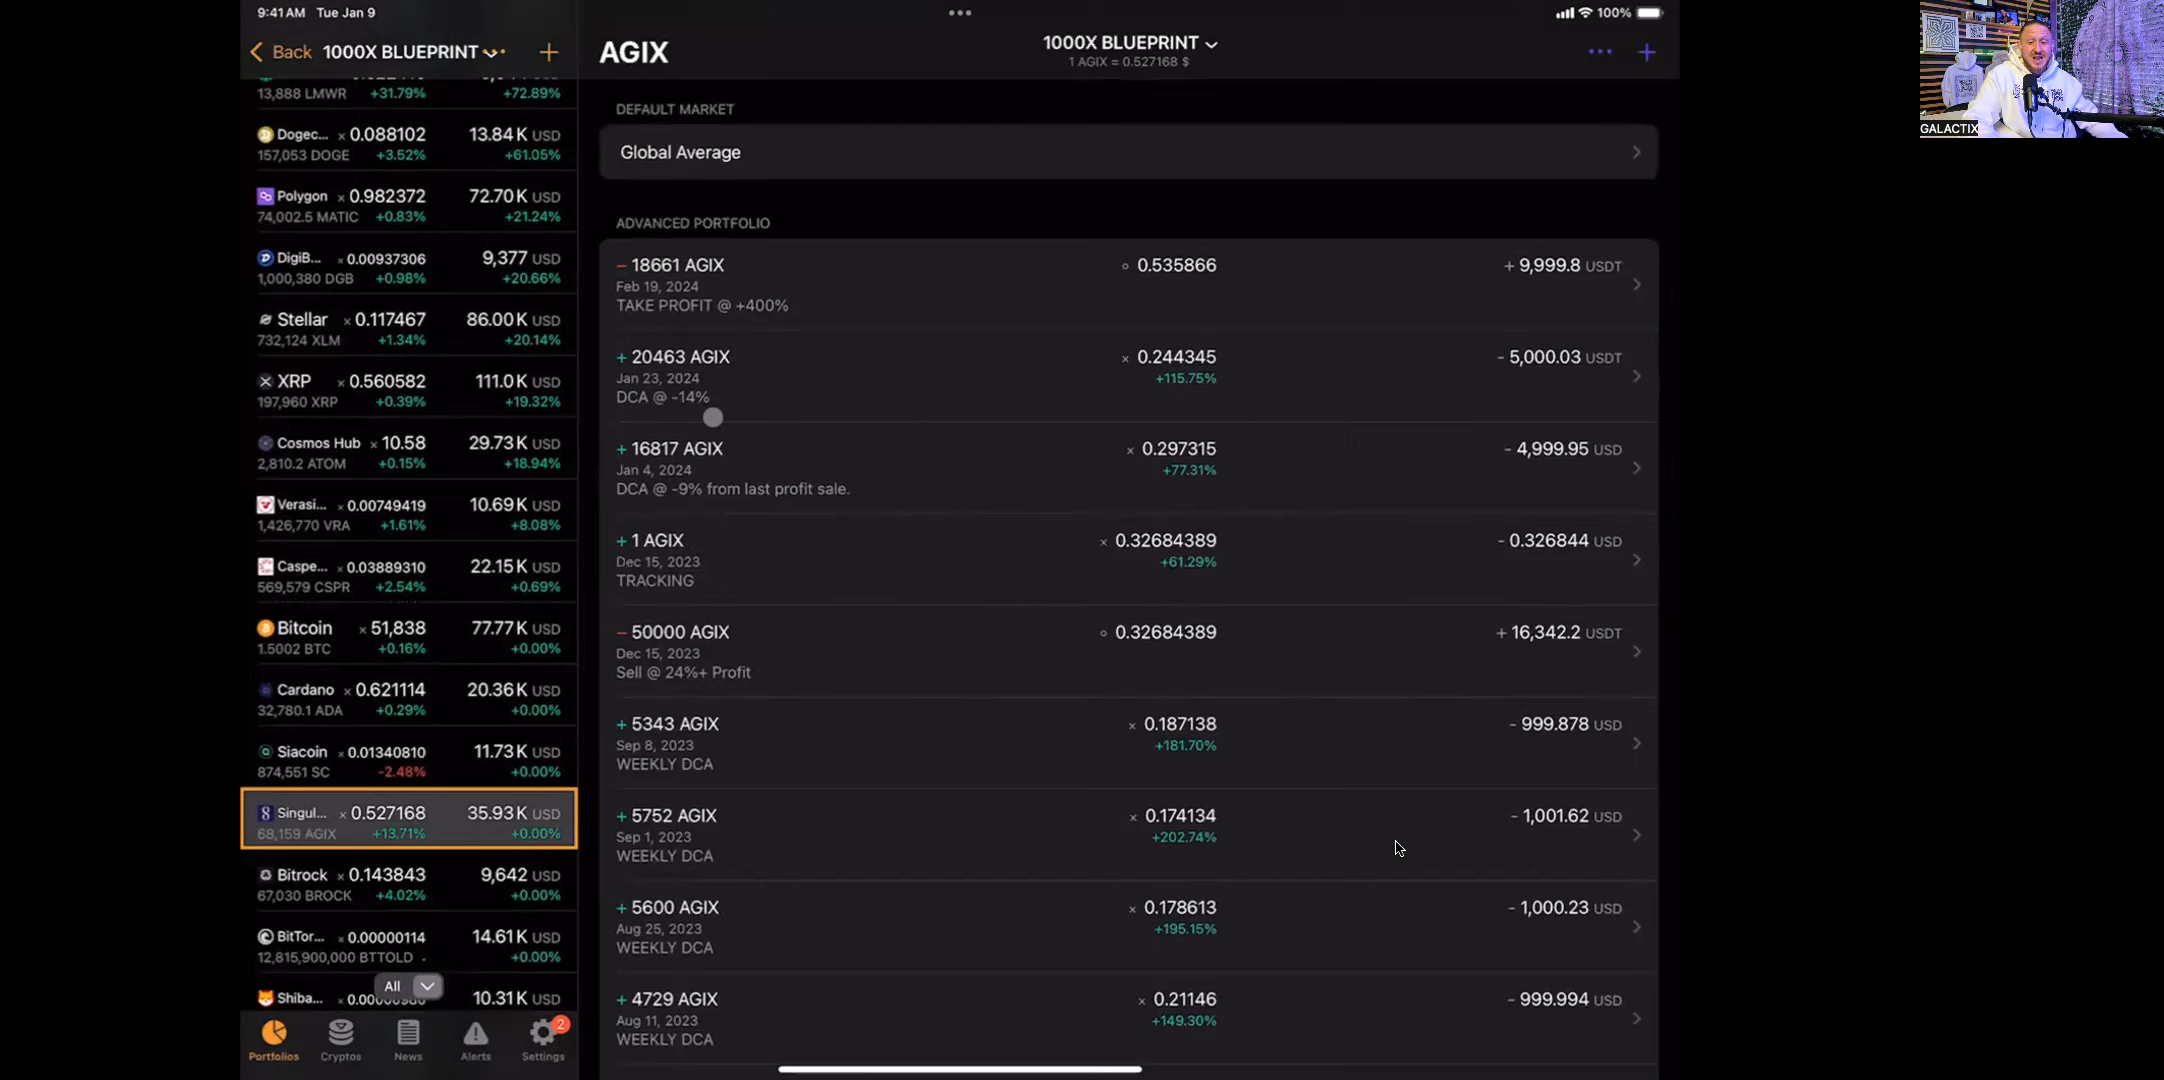 9:41 AM Tue Jan 9
100%
Back 1000X BLUEPRINT
AGIX
1000X BLUEPRINT
1 AGIX = 0.527168 $
13,888 LMWR +31.79% +72.89%
Dogec... × 0.088102 13.84 K USD
157,053 DOGE +3.52% +61.05%
Polygon × 0.982372 72.70 K USD
74,002.5 MATIC +0.83% +21.24%
DigiB... × 0.00937306 9,377 USD
1,000,380 DGB +0.98% +20.66%
Stellar × 0.117467 86.00 K USD
732,124 XLM +1.34% +20.14%
XRP × 0.560582 111.0 K USD
197,960 XRP +0.39% +19.32%
Cosmos Hub × 10.58 29.73 K USD
2,810.2 ATOM +0.15% +18.94%
Verasi... × 0.00749419 10.69 K USD
1,426,770 VRA +1.61% +8.08%
Caspe... × 0.03889310 22.15 K USD
569,579 CSPR +2.54% +0.69%
Bitcoin × 51,838 77.77 K USD
1.5002 BTC +0.16% +0.00%
Cardano × 0.621114 20.36 K USD
32,780.1 ADA +0.29% +0.00%
Siacoin × 0.01340810 11.73 K USD
874,551 SC -2.48% +0.00%
Singul... × 0.527168 35.93 K USD
68,159 AGIX +13.71% +0.00%
Bitrock × 0.143843 9,642 USD
67,030 BROCK +4.02% +0.00%
BitTor... × 0.00000114 14.61 K USD
12,815,900,000 BTTOLD - +0.00%
All
Shiba... 10.31 K USD
Portfolios Cryptos News Alerts Settings
2
DEFAULT MARKET
Global Average
ADVANCED PORTFOLIO
− 18661 AGIX ○ 0.535866 + 9,999.8 USDT
Feb 19, 2024
TAKE PROFIT @ +400%
+ 20463 AGIX × 0.244345 - 5,000.03 USDT
Jan 23, 2024 +115.75%
DCA @ -14%
+ 16817 AGIX × 0.297315 - 4,999.95 USD
Jan 4, 2024 +77.31%
DCA @ -9% from last profit sale.
+ 1 AGIX × 0.32684389 - 0.326844 USD
Dec 15, 2023 +61.29%
TRACKING
− 50000 AGIX ○ 0.32684389 + 16,342.2 USDT
Dec 15, 2023
Sell @ 24%+ Profit
+ 5343 AGIX × 0.187138 - 999.878 USD
Sep 8, 2023 +181.70%
WEEKLY DCA
+ 5752 AGIX × 0.174134 - 1,001.62 USD
Sep 1, 2023 +202.74%
WEEKLY DCA
+ 5600 AGIX × 0.178613 - 1,000.23 USD
Aug 25, 2023 +195.15%
WEEKLY DCA
+ 4729 AGIX × 0.21146 - 999.994 USD
Aug 11, 2023 +149.30%
WEEKLY DCA
GALACTIX